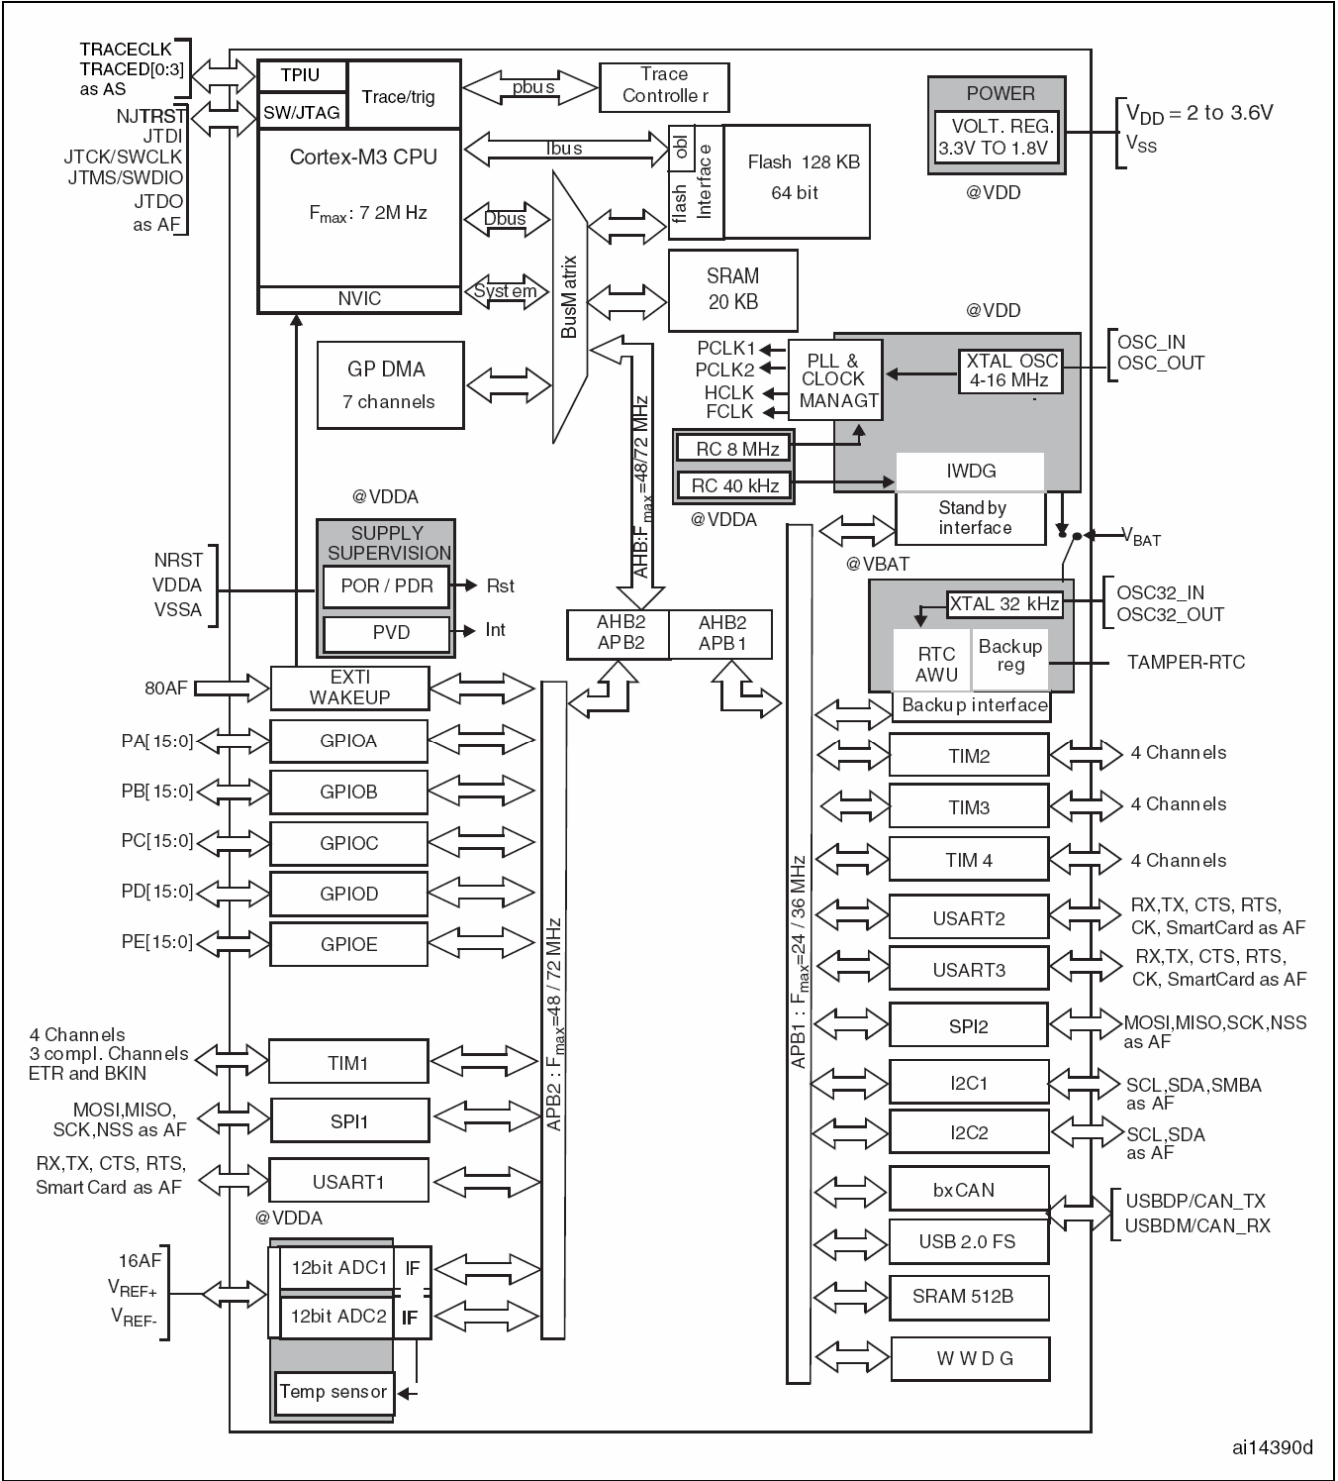 TRACECLK
TRACED[0:3]
as AS
NJTRST
JTDI
JTCK/SWCLK
JTMS/SWDIO
JTDO
as AF
TPIU
SW/JTAG
Trace/trig
Cortex-M3 CPU
Fmax: 7 2M Hz
NVIC
pbus
Trace
Controller
Ibus
Dbus
System
BusMatrix
flash obl
Interface
Flash 128 KB
64 bit
SRAM
20 KB
POWER
VOLT. REG.
3.3V TO 1.8V
@VDD
VDD = 2 to 3.6V
VSS
GP DMA
7 channels
AHB:Fmax=48/72 MHz
PCLK1
PCLK2
HCLK
FCLK
@VDD
PLL &
CLOCK
MANAGT
XTAL OSC
4-16 MHz
-
OSC_IN
OSC_OUT
RC 8 MHz
RC 40 kHz
@VDDA
IWDG
Standby
interface
VBAT
@VBAT
XTAL 32 kHz
OSC32_IN
OSC32_OUT
RTC
AWU
Backup
reg
TAMPER-RTC
Backup interface
@VDDA
SUPPLY
SUPERVISION
POR / PDR
Rst
PVD
Int
NRST
VDDA
VSSA
AHB2
APB2
AHB2
APB1
80AF
EXTI
WAKEUP
PA[15:0]
GPIOA
PB[15:0]
GPIOB
PC[15:0]
GPIOC
PD[15:0]
GPIOD
PE[15:0]
GPIOE
4 Channels
3 compl. Channels
ETR and BKIN
TIM1
MOSI,MISO,
SCK,NSS as AF
SPI1
RX,TX, CTS, RTS,
SmartCard as AF
USART1
@VDDA
16AF
VREF+
VREF-
12bit ADC1
IF
12bit ADC2
IF
Temp sensor
APB2 : Fmax=48 / 72 MHz
APB1 : Fmax=24 / 36 MHz
TIM2
4 Channels
TIM3
4 Channels
TIM 4
4 Channels
USART2
RX,TX, CTS, RTS,
CK, SmartCard as AF
USART3
RX,TX, CTS, RTS,
CK, SmartCard as AF
SPI2
MOSI,MISO,SCK,NSS
as AF
I2C1
SCL,SDA,SMBA
as AF
I2C2
SCL,SDA
as AF
bxCAN
USBDP/CAN_TX
USBDM/CAN_RX
USB 2.0 FS
SRAM 512B
W W D G
ai14390d